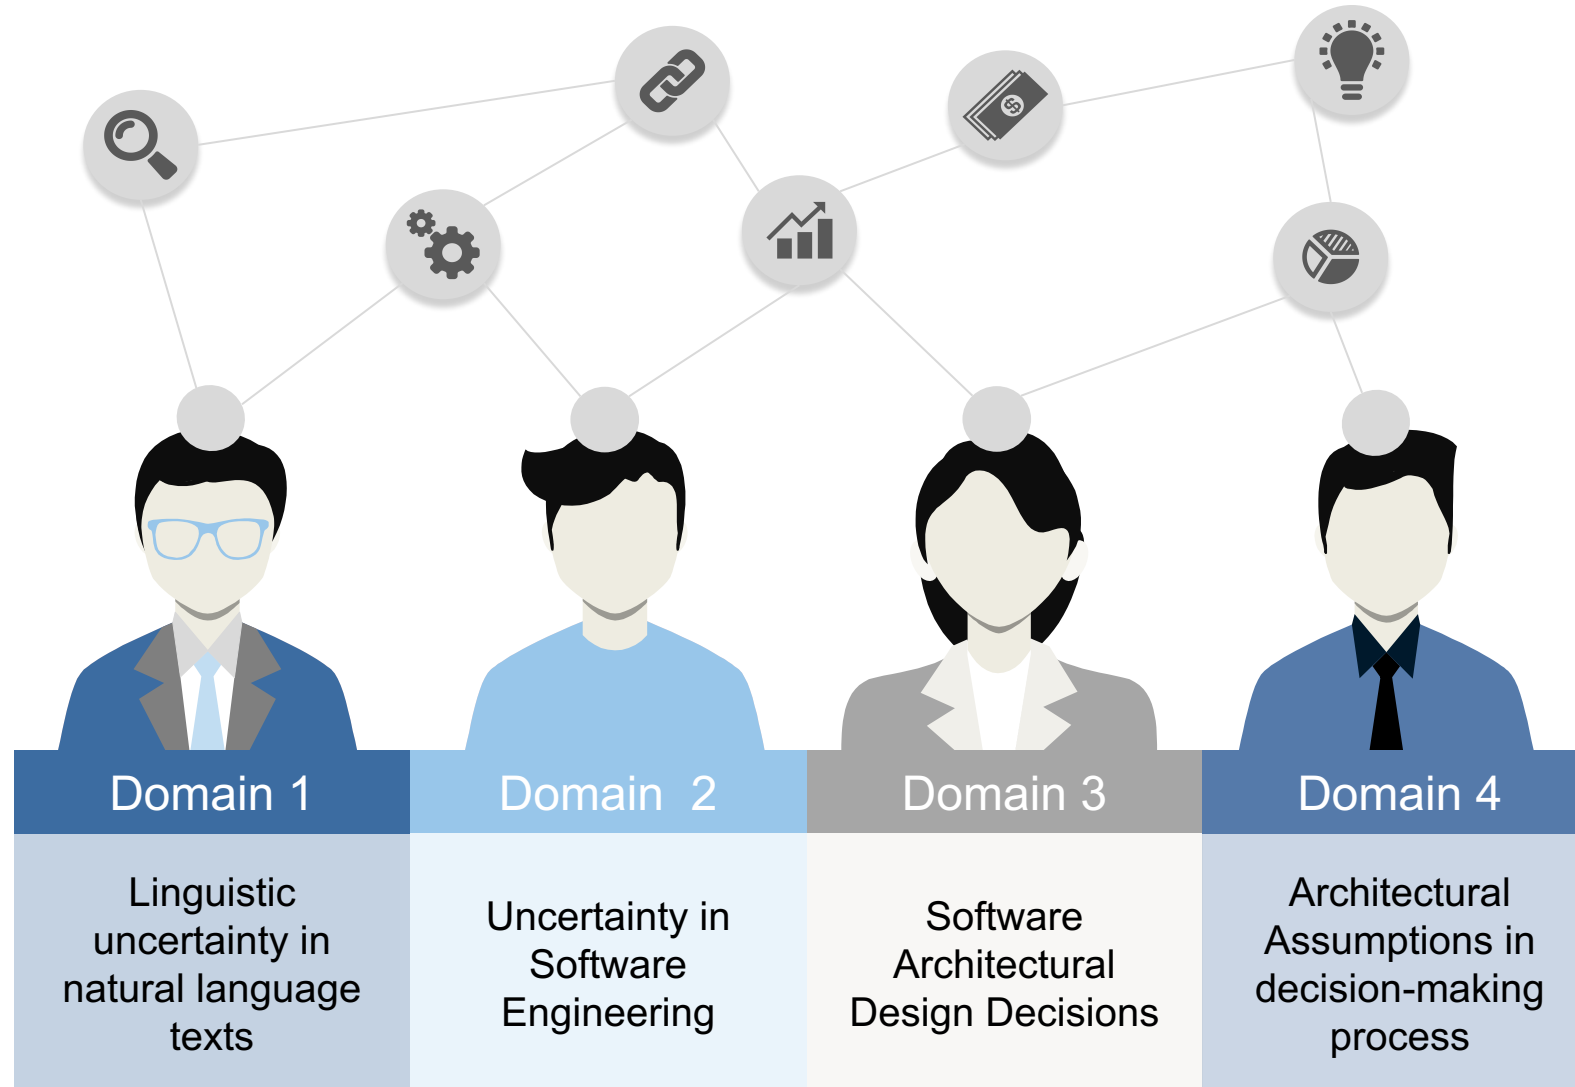 Domain 1
Domain  2
Domain 3
Domain 4
Linguistic
uncertainty in
natural language
texts
Uncertainty in
Software
Engineering
Software
Architectural
Design Decisions
Architectural
Assumptions in
decision-making
process
$